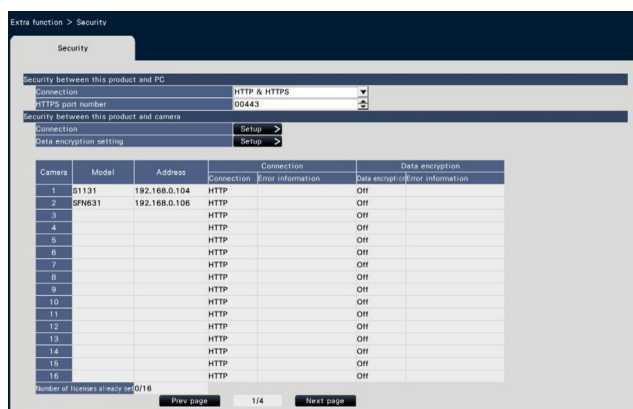 Extra function > Security
Security
Security between this product and PC
Connection HTTP & HTTPS
HTTPS port number 00443
Security between this product and camera
Connection Setup >
Data encryption setting Setup >
Camera Model Address Connection Data encryption
Connection Error information Data encryption Error information
1 S1131 192.168.0.104 HTTP Off
2 SFN631 192.168.0.106 HTTP Off
3 HTTP Off
4 HTTP Off
5 HTTP Off
6 HTTP Off
7 HTTP Off
8 HTTP Off
9 HTTP Off
10 HTTP Off
11 HTTP Off
12 HTTP Off
13 HTTP Off
14 HTTP Off
15 HTTP Off
16 HTTP Off
Number of licenses already set 0/16
Prev page 1/4 Next page